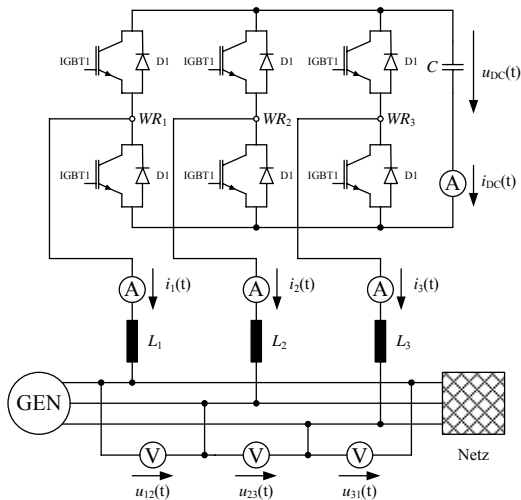 IGBT1 D1 IGBT1 D1 IGBT1 D1 C uDC(t)
WR1 WR2 WR3
IGBT1 D1 IGBT1 D1 IGBT1 D1 A iDC(t)
A i1(t) A i2(t) A i3(t)
L1 L2 L3
GEN
Netz
V V V
u12(t) u23(t) u31(t)